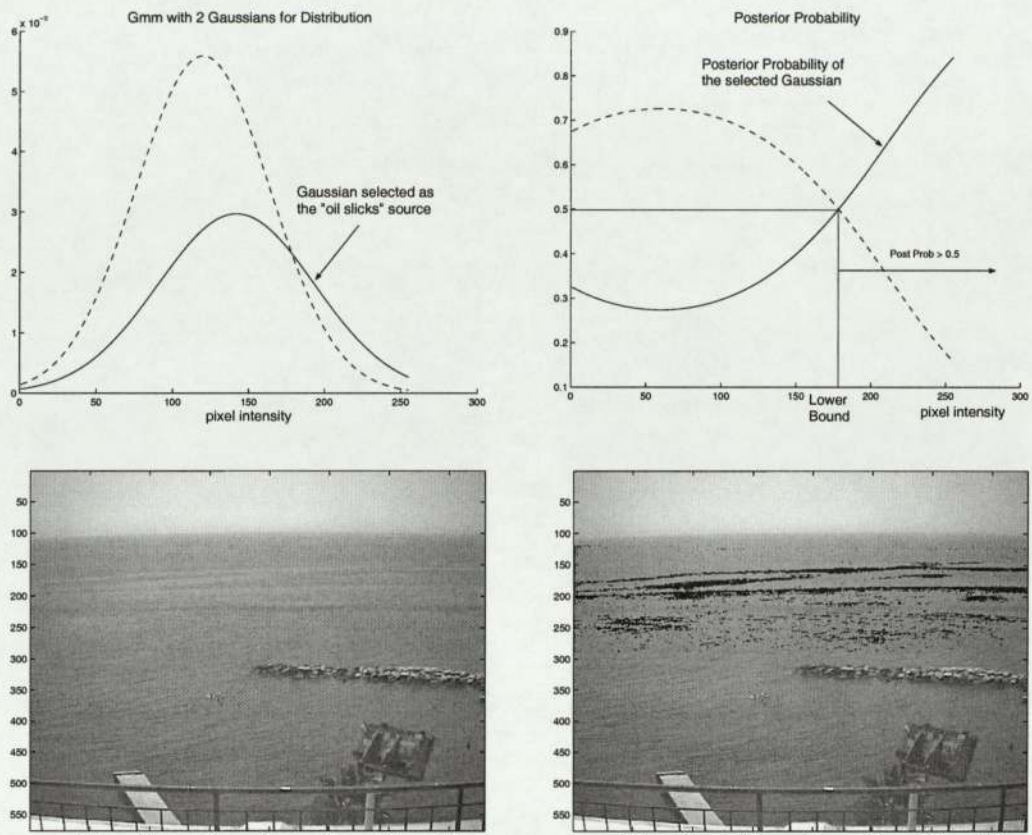 Gmm with 2 Gaussians for Distribution
x 10⁻³
6
5
4
3
2
1
0
0 50 100 150 200 250 300
pixel intensity
Gaussian selected as
the "oil slicks" source
Posterior Probability
0.9
0.8
0.7
0.6
0.5
0.4
0.3
0.2
0.1
0 50 100 150 200 250 300
Lower
Bound
pixel intensity
Posterior Probability of
the selected Gaussian
Post Prob > 0.5
50
100
150
200
250
300
350
400
450
500
550
50
100
150
200
250
300
350
400
450
500
550